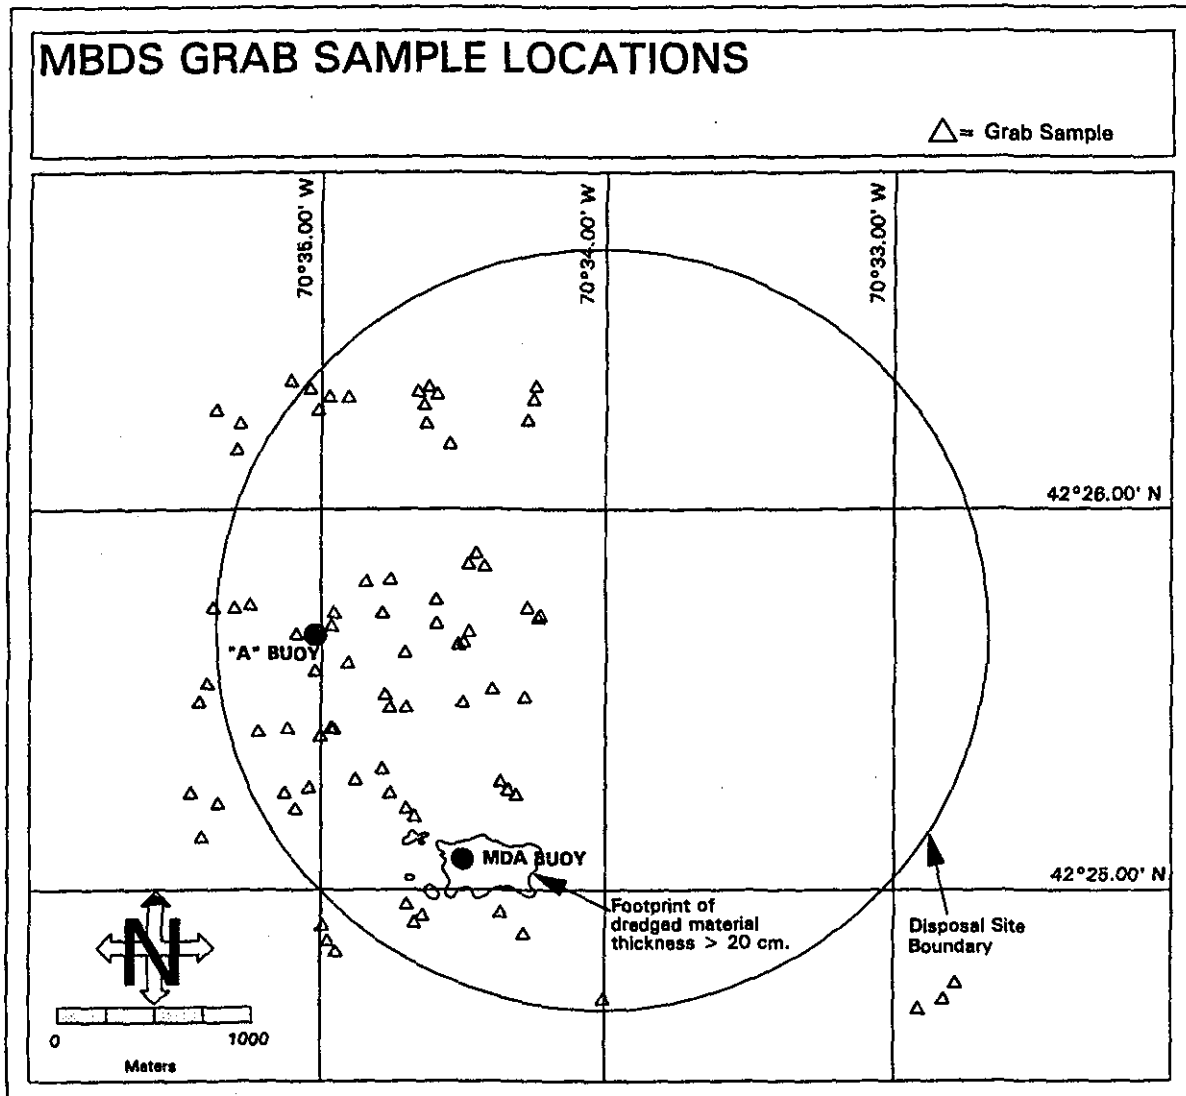 MBDS GRAB SAMPLE LOCATIONS
△= Grab Sample
70°35.00' W
70°34.00' W
70°33.00' W
42°26.00' N
"A" BUOY
MDA BUOY
42°25.00' N
Footprint of
dredged material
thickness > 20 cm.
Disposal Site
Boundary
N
0
1000
Meters